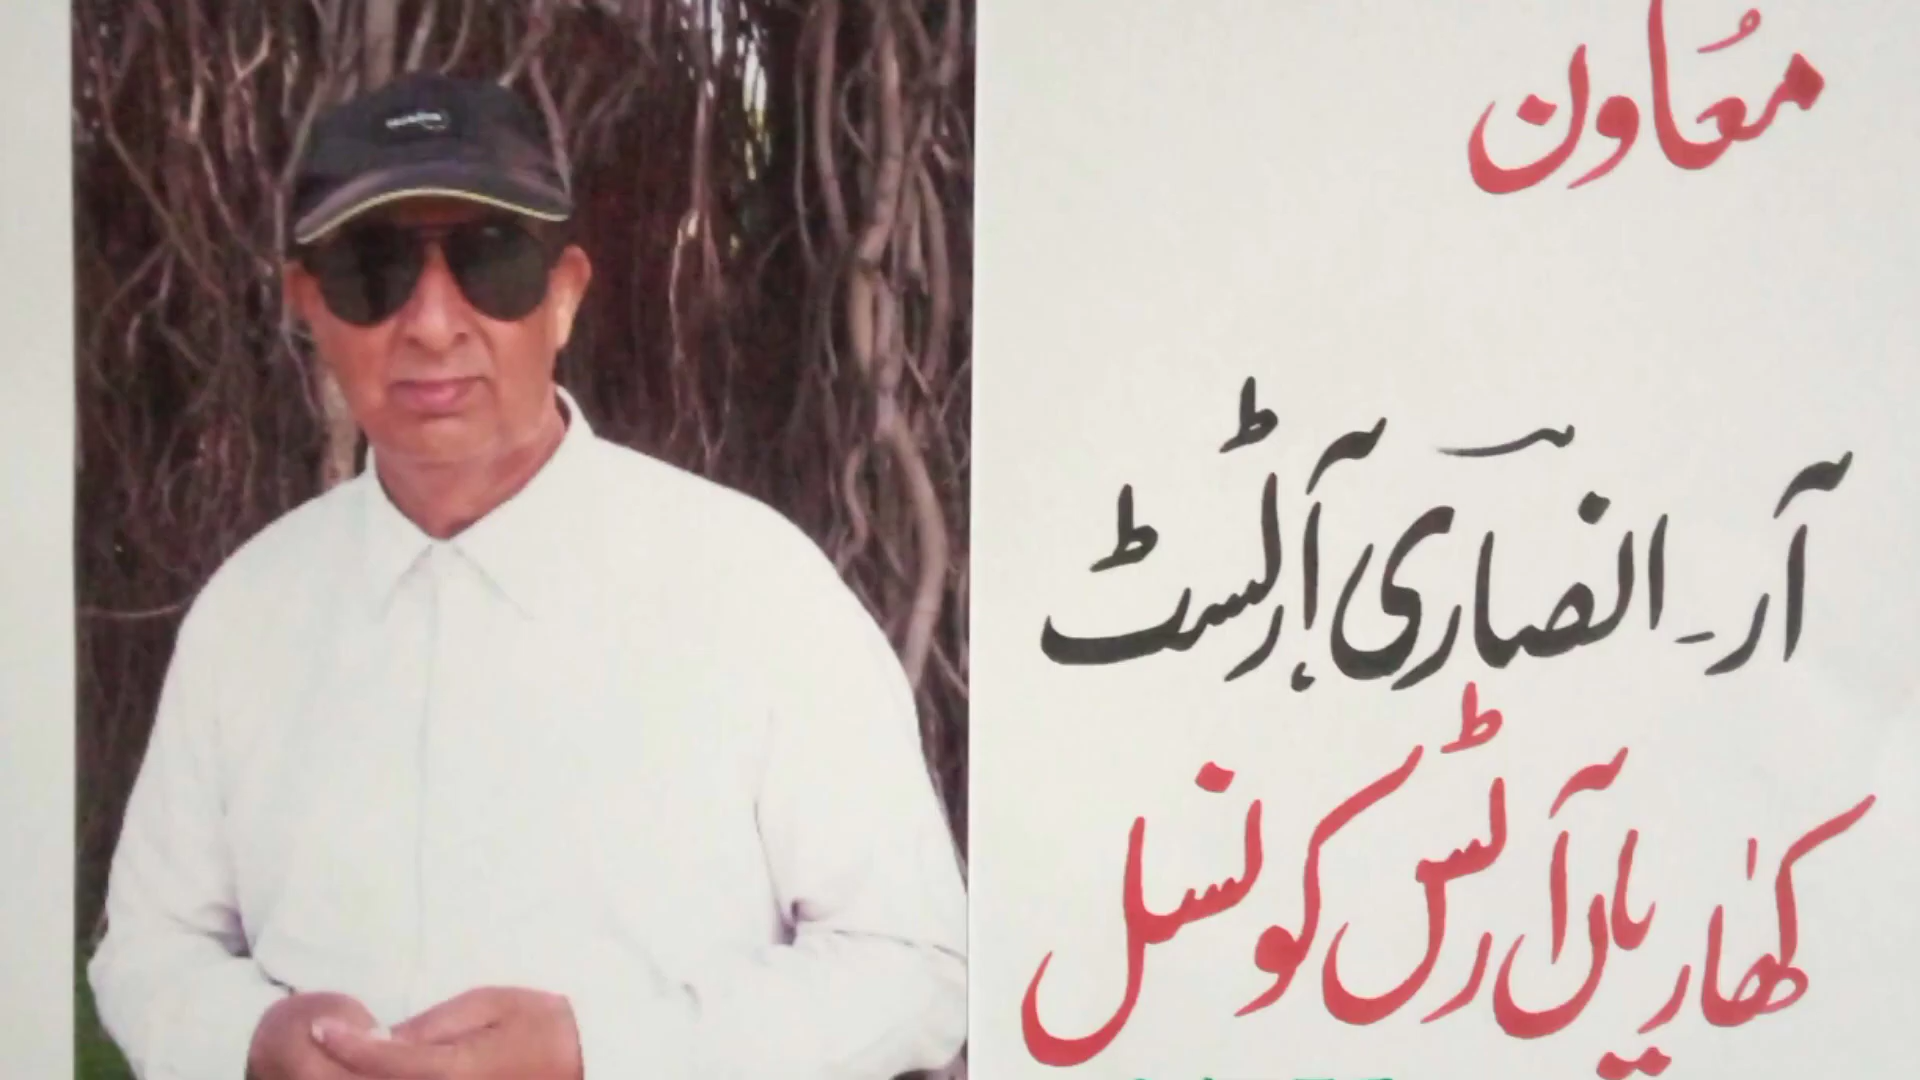 معاون
آر۔ انصاری آرٹسٹ
کھاریاں آرٹس کونسل